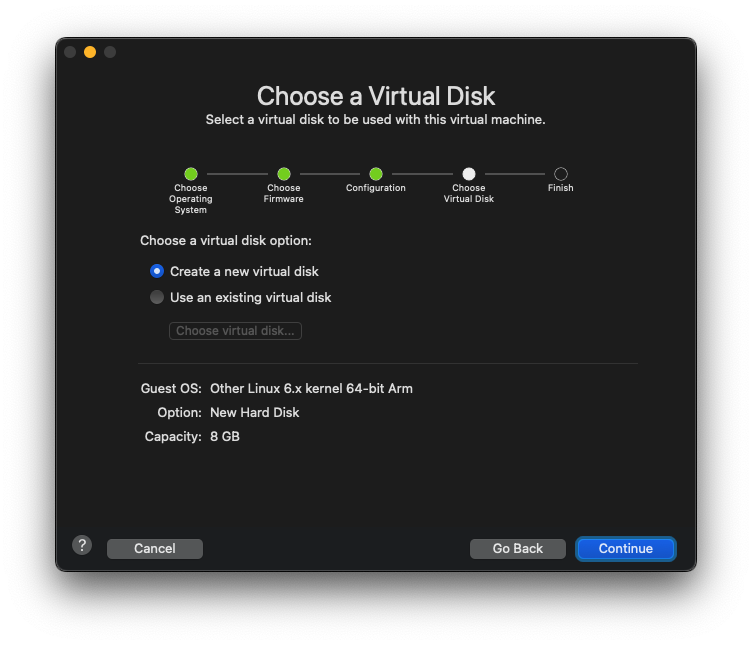 Choose a Virtual Disk
Select a virtual disk to be used with this virtual machine.
Choose
Operating
System
Choose
Firmware
Configuration
Choose
Virtual Disk
Finish
Choose a virtual disk option:
Create a new virtual disk
Use an existing virtual disk
Choose virtual disk...
Guest OS: Other Linux 6.x kernel 64-bit Arm
Option: New Hard Disk
Capacity: 8 GB
? Cancel Go Back Continue